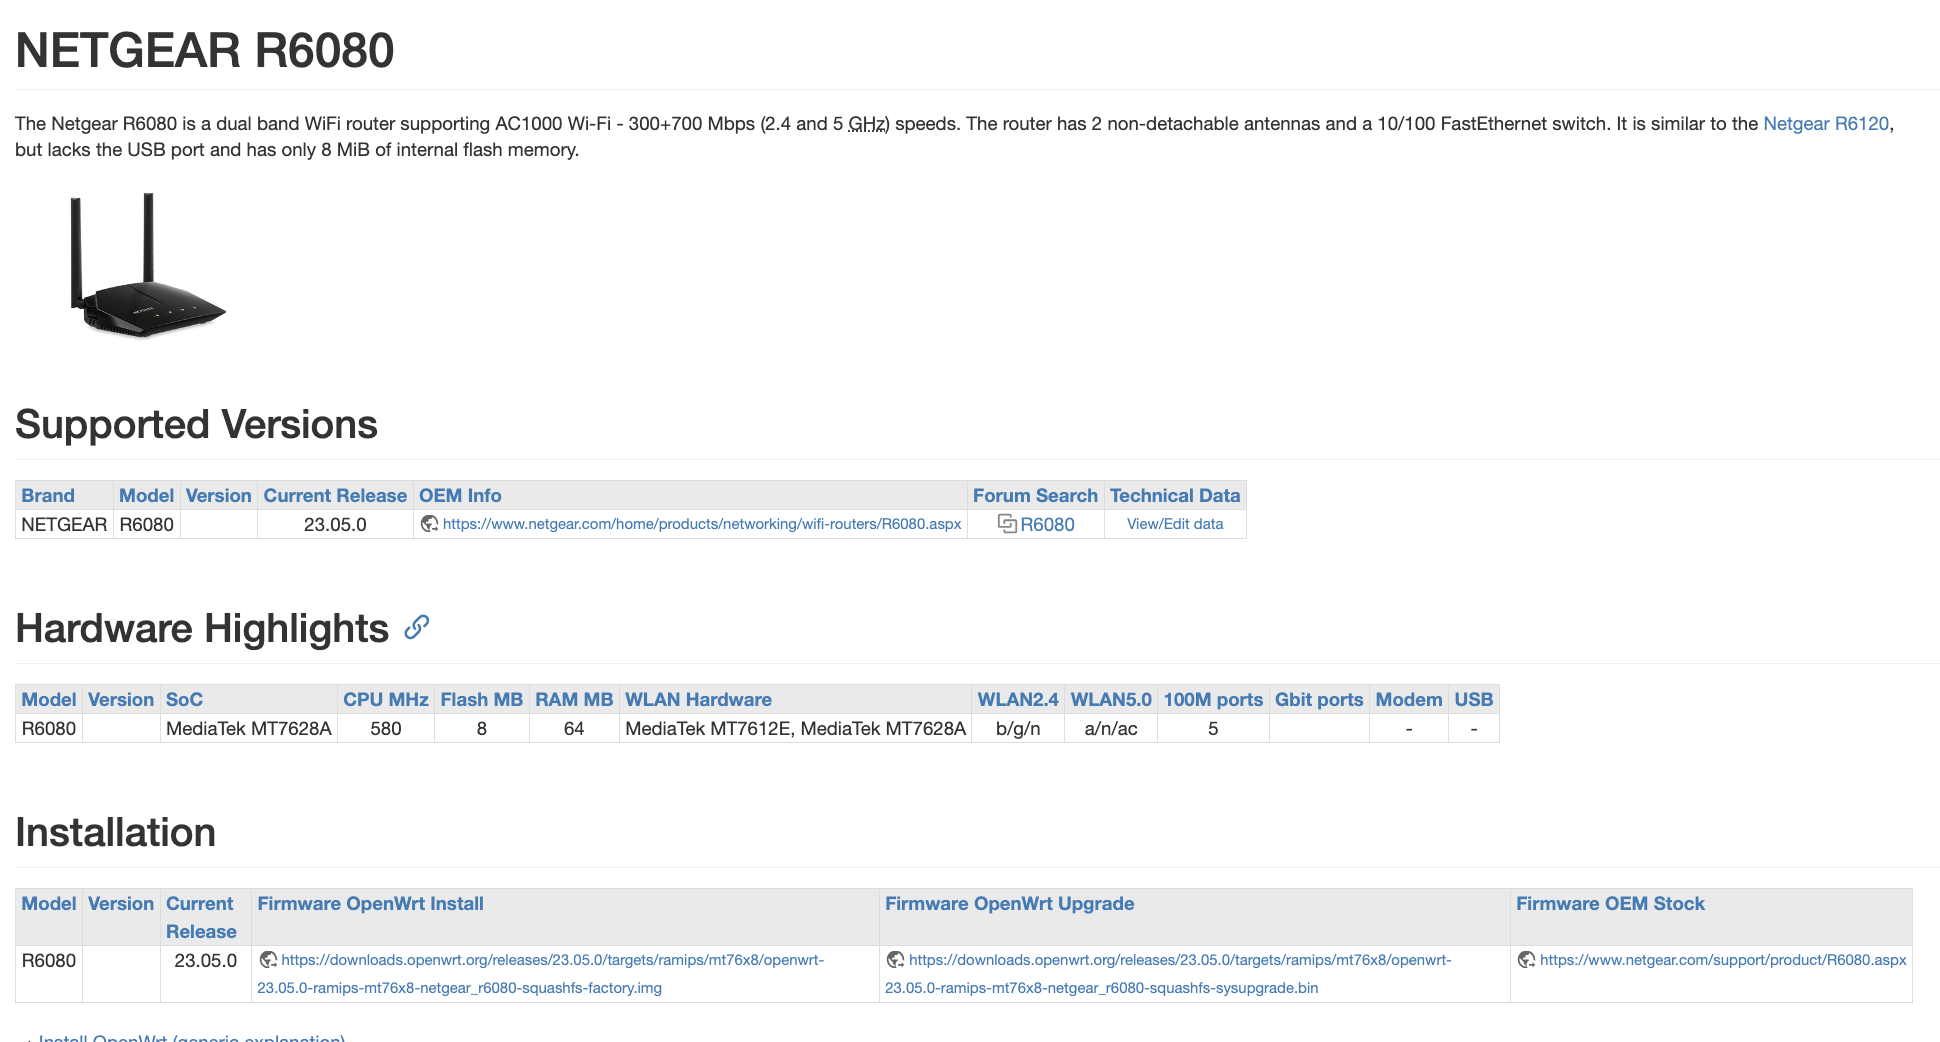 NETGEAR R6080
The Netgear R6080 is a dual band WiFi router supporting AC1000 Wi-Fi - 300+700 Mbps (2.4 and 5 GHz) speeds. The router has 2 non-detachable antennas and a 10/100 FastEthernet switch. It is similar to the Netgear R6120,
but lacks the USB port and has only 8 MiB of internal flash memory.
NETGEAR
Supported Versions
Brand Model Version Current Release OEM Info Forum Search Technical Data
NETGEAR R6080 23.05.0 https://www.netgear.com/home/products/networking/wifi-routers/R6080.aspx R6080 View/Edit data
Hardware Highlights
Model Version SoC CPU MHz Flash MB RAM MB WLAN Hardware WLAN2.4 WLAN5.0 100M ports Gbit ports Modem USB
R6080 MediaTek MT7628A 580 8 64 MediaTek MT7612E, MediaTek MT7628A b/g/n a/n/ac 5 - -
Installation
Model Version Current Firmware OpenWrt Install Firmware OpenWrt Upgrade Firmware OEM Stock
Release
R6080 23.05.0 https://downloads.openwrt.org/releases/23.05.0/targets/ramips/mt76x8/openwrt- https://downloads.openwrt.org/releases/23.05.0/targets/ramips/mt76x8/openwrt- https://www.netgear.com/support/product/R6080.aspx
23.05.0-ramips-mt76x8-netgear_r6080-squashfs-factory.img 23.05.0-ramips-mt76x8-netgear_r6080-squashfs-sysupgrade.bin
→ Install OpenWrt (generic explanation)